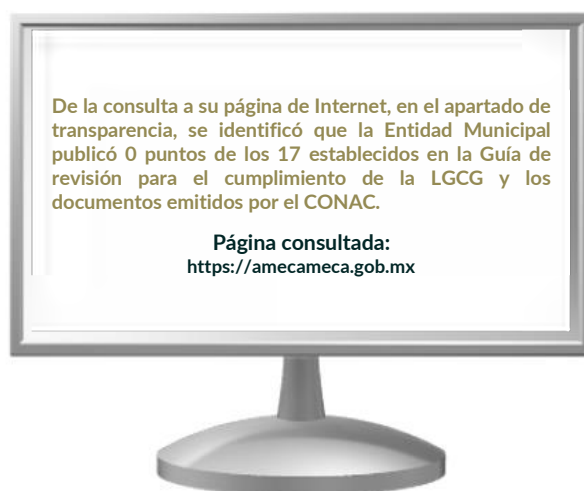 De la consulta a su página de Internet, en el apartado de
transparencia, se identificó que la Entidad Municipal
publicó 0 puntos de los 17 establecidos en la Guía de
revisión para el cumplimiento de la LGCG y los
documentos emitidos por el CONAC.
Página consultada:
https://amecameca.gob.mx